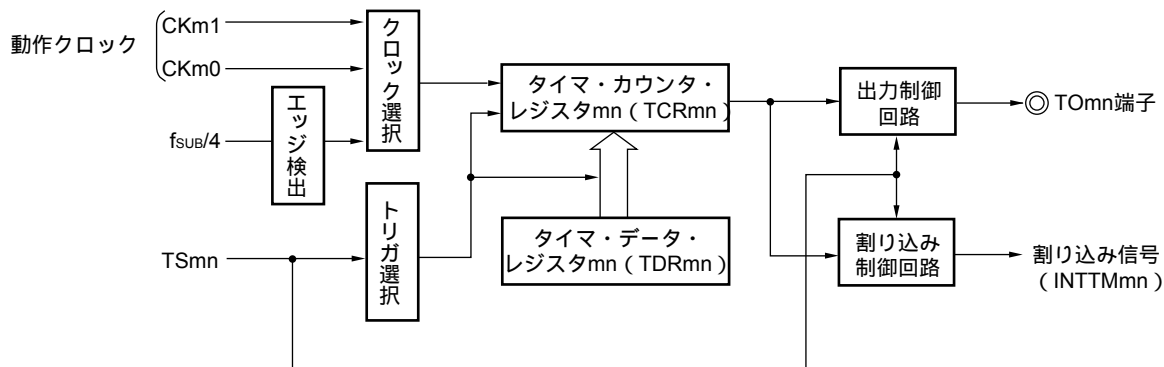 動作クロック
CKm1
CKm0
クロック選択
エッジ検出
fSUB/4
タイマ・カウンタ・
レジスタmn（TCRmn）
出力制御
回路
TOmn端子
TSmn
トリガ選択
タイマ・データ・
レジスタmn（TDRmn）
割り込み
制御回路
割り込み信号
（INTTMmn）